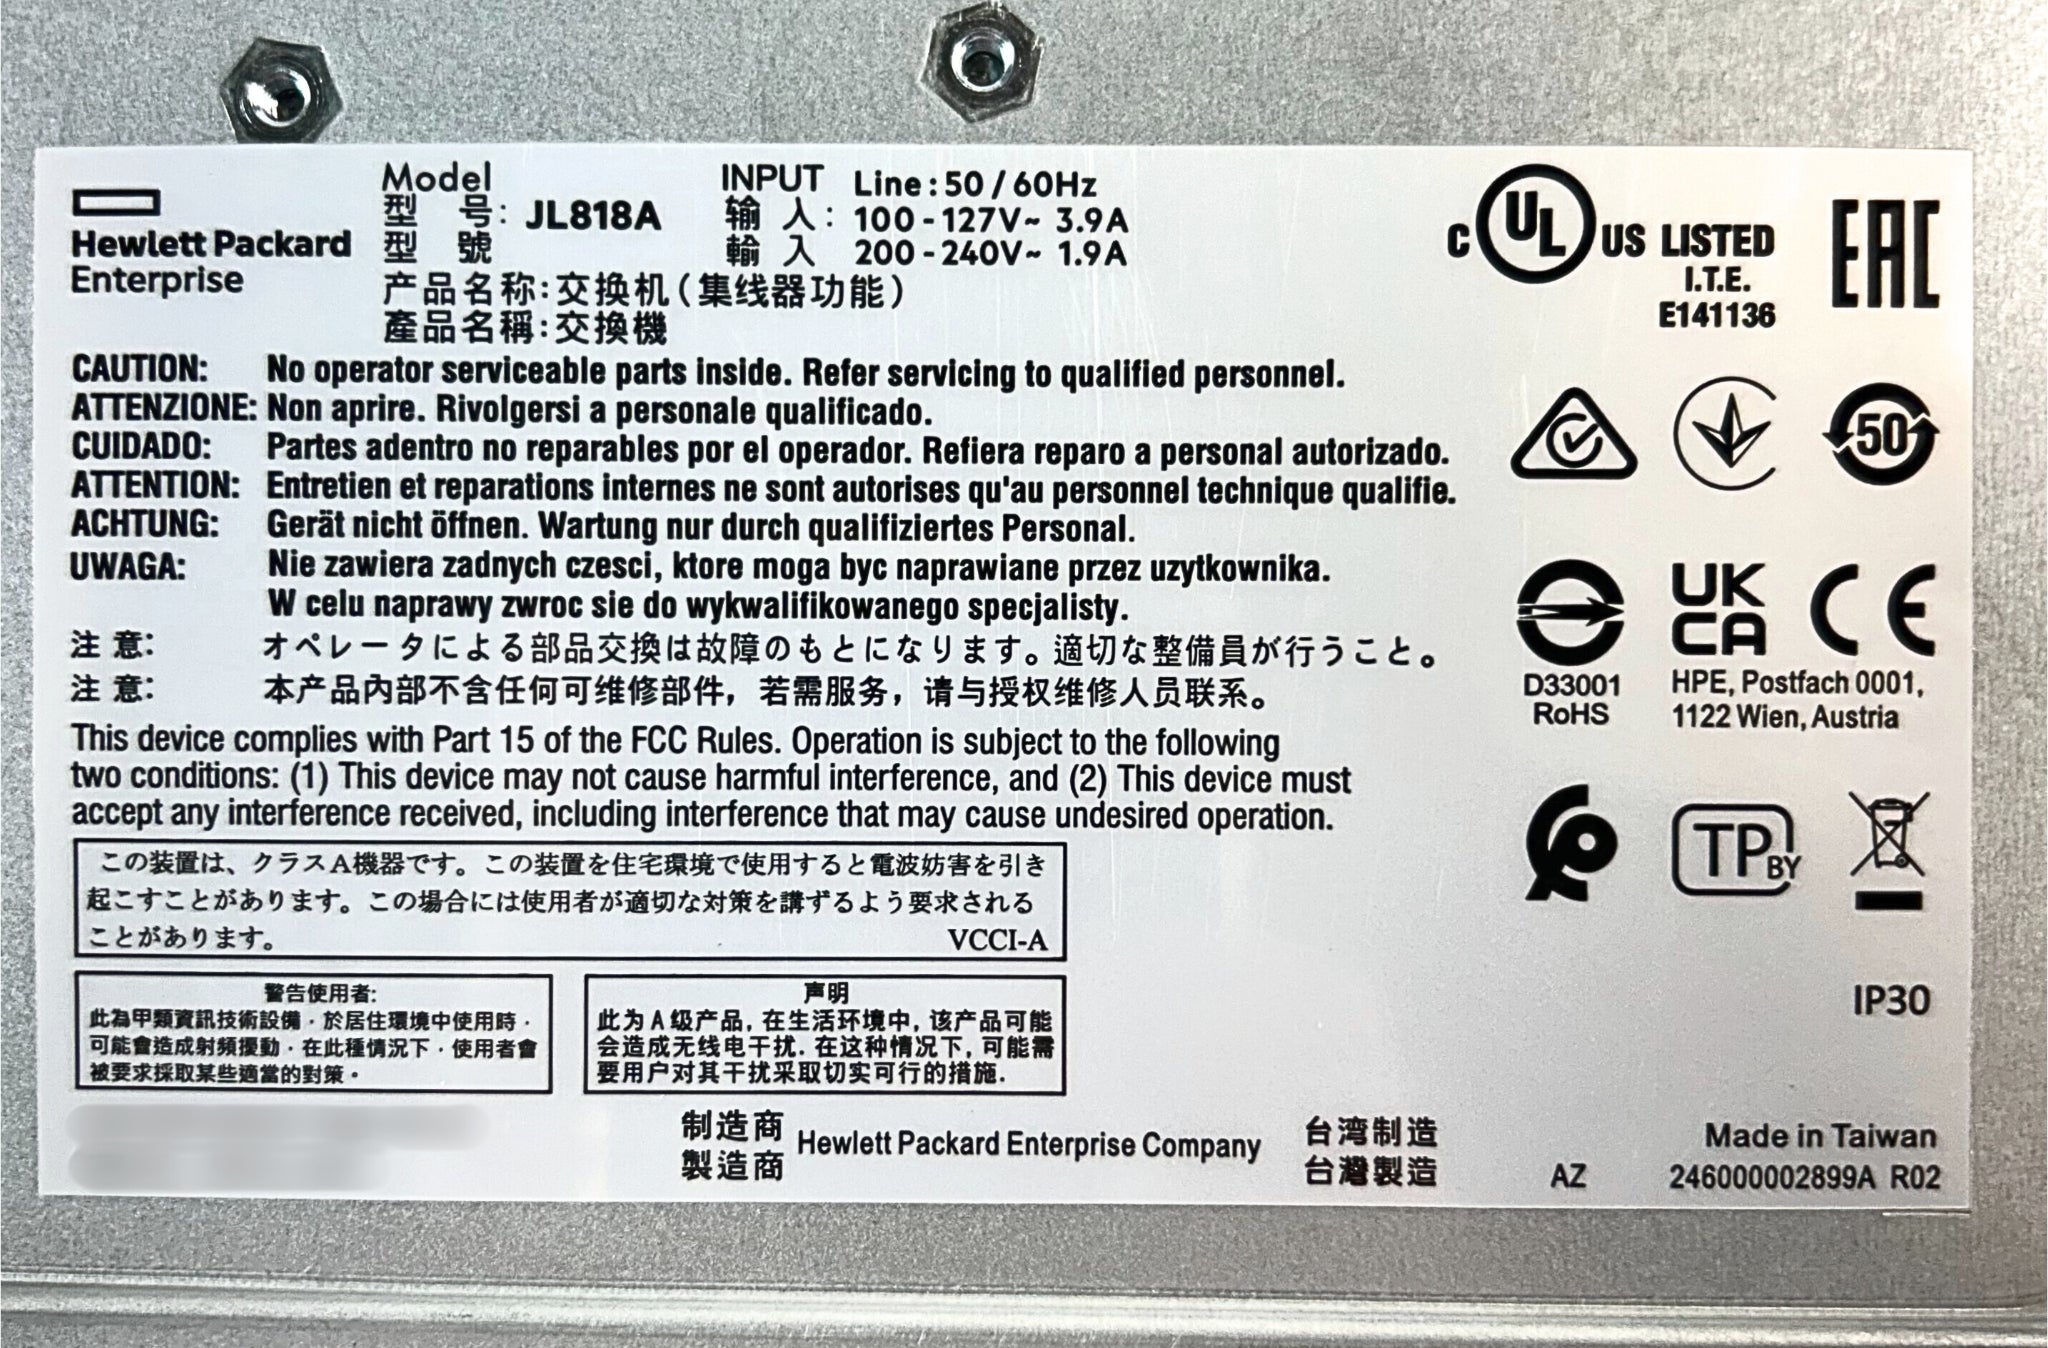 Hewlett Packard
Enterprise
Model
型 号: JL818A
型 號
INPUT Line : 50 / 60Hz
输 入: 100 - 127V~ 3.9A
輸 入 200 - 240V~ 1.9A
产品名称:交换机(集线器功能)
產品名稱:交換機
C UL US LISTED
I.T.E.
E141136
EAC
CAUTION: No operator serviceable parts inside. Refer servicing to qualified personnel.
ATTENZIONE: Non aprire. Rivolgersi a personale qualificado.
CUIDADO: Partes adentro no reparables por el operador. Refiera reparo a personal autorizado.
ATTENTION: Entretien et reparations internes ne sont autorises qu'au personnel technique qualifie.
ACHTUNG: Gerät nicht öffnen. Wartung nur durch qualifiziertes Personal.
UWAGA: Nie zawiera zadnych czesci, ktore moga byc naprawiane przez uzytkownika.
W celu naprawy zwroc sie do wykwalifikowanego specjalisty.
注 意: オペレータによる部品交換は故障のもとになります。適切な整備員が行うこと。
注 意: 本产品内部不含任何可维修部件，若需服务，请与授权维修人员联系。
This device complies with Part 15 of the FCC Rules. Operation is subject to the following
two conditions: (1) This device may not cause harmful interference, and (2) This device must
accept any interference received, including interference that may cause undesired operation.
50
D33001
RoHS
UK
CA
CE
HPE, Postfach 0001,
1122 Wien, Austria
TP BY
IP30
この装置は、クラスA機器です。この装置を住宅環境で使用すると電波妨害を引き
起こすことがあります。この場合には使用者が適切な対策を講ずるよう要求される
ことがあります。 VCCI-A
警告使用者:
此為甲類資訊技術設備，於居住環境中使用時，
可能會造成射頻擾動，在此種情況下，使用者會
被要求採取某些適當的對策。
声明
此为 A 级产品, 在生活环境中, 该产品可能
会造成无线电干扰. 在这种情况下, 可能需
要用户对其干扰采取切实可行的措施.
制造商
製造商
Hewlett Packard Enterprise Company
台湾制造
台灣製造
AZ
Made in Taiwan
246000002899A R02